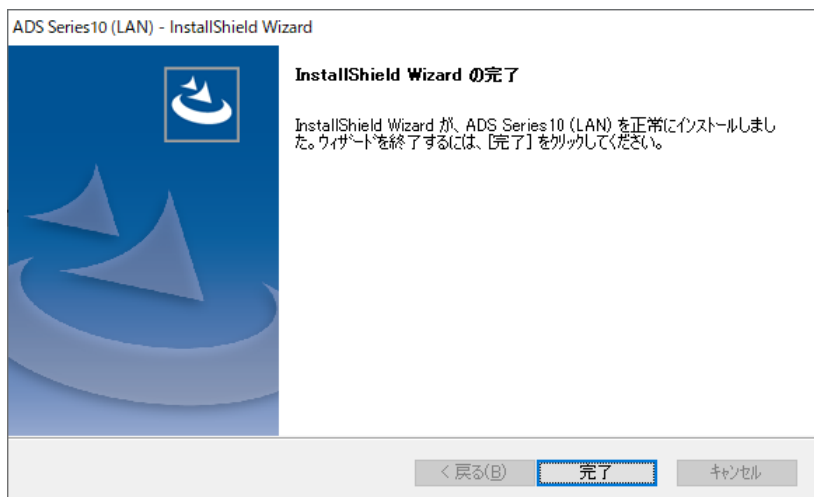 ADS Series10 (LAN) - InstallShield Wizard
InstallShield Wizard の完了
InstallShield Wizard が、ADS Series10 (LAN) を正常にインストールしまし
た。ウィザードを終了するには、[完了] をクリックしてください。
< 戻る(B) 完了 キャンセル